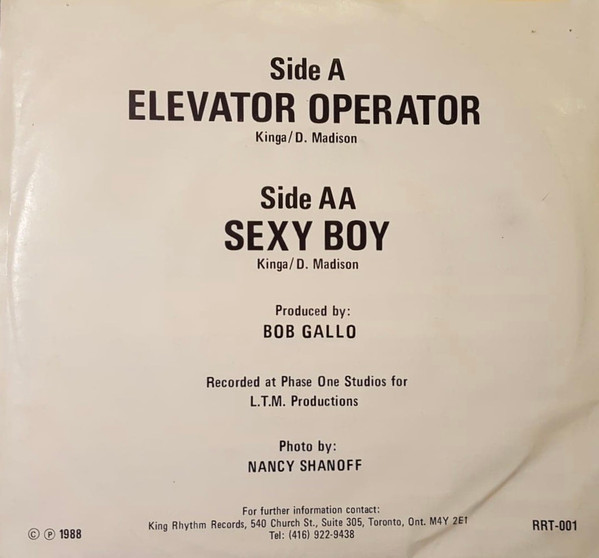 Side A
ELEVATOR OPERATOR
Kinga/D. Madison
Side AA
SEXY BOY
Kinga/D. Madison
Produced by:
BOB GALLO
Recorded at Phase One Studios for
L.T.M. Productions
Photo by:
NANCY SHANOFF
For further information contact:
King Rhythm Records, 540 Church St., Suite 305, Toronto, Ont. M4Y 2E1
Tel: (416) 922-9438
© ℗ 1988
RRT-001